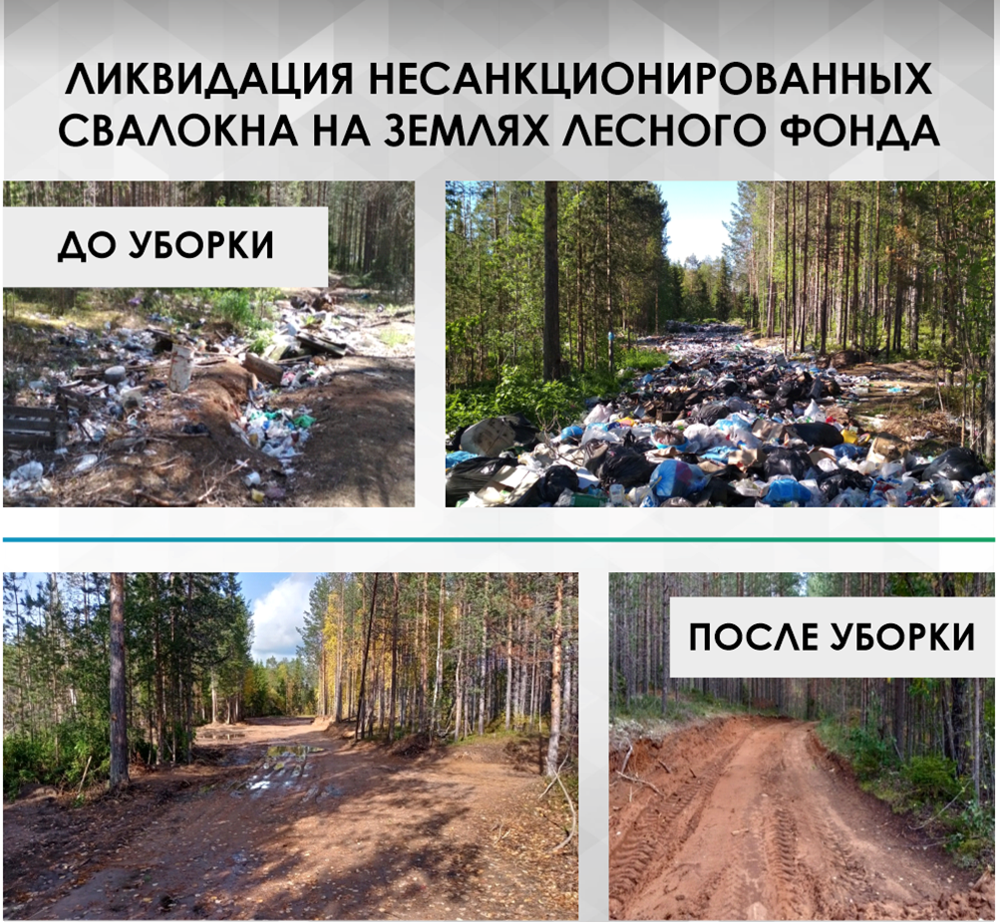 ЛИКВИДАЦИЯ НЕСАНКЦИОНИРОВАННЫХ
СВАЛОКНА НА ЗЕМЛЯХ ЛЕСНОГО ФОНДА
ДО УБОРКИ
ПОСЛЕ УБОРКИ